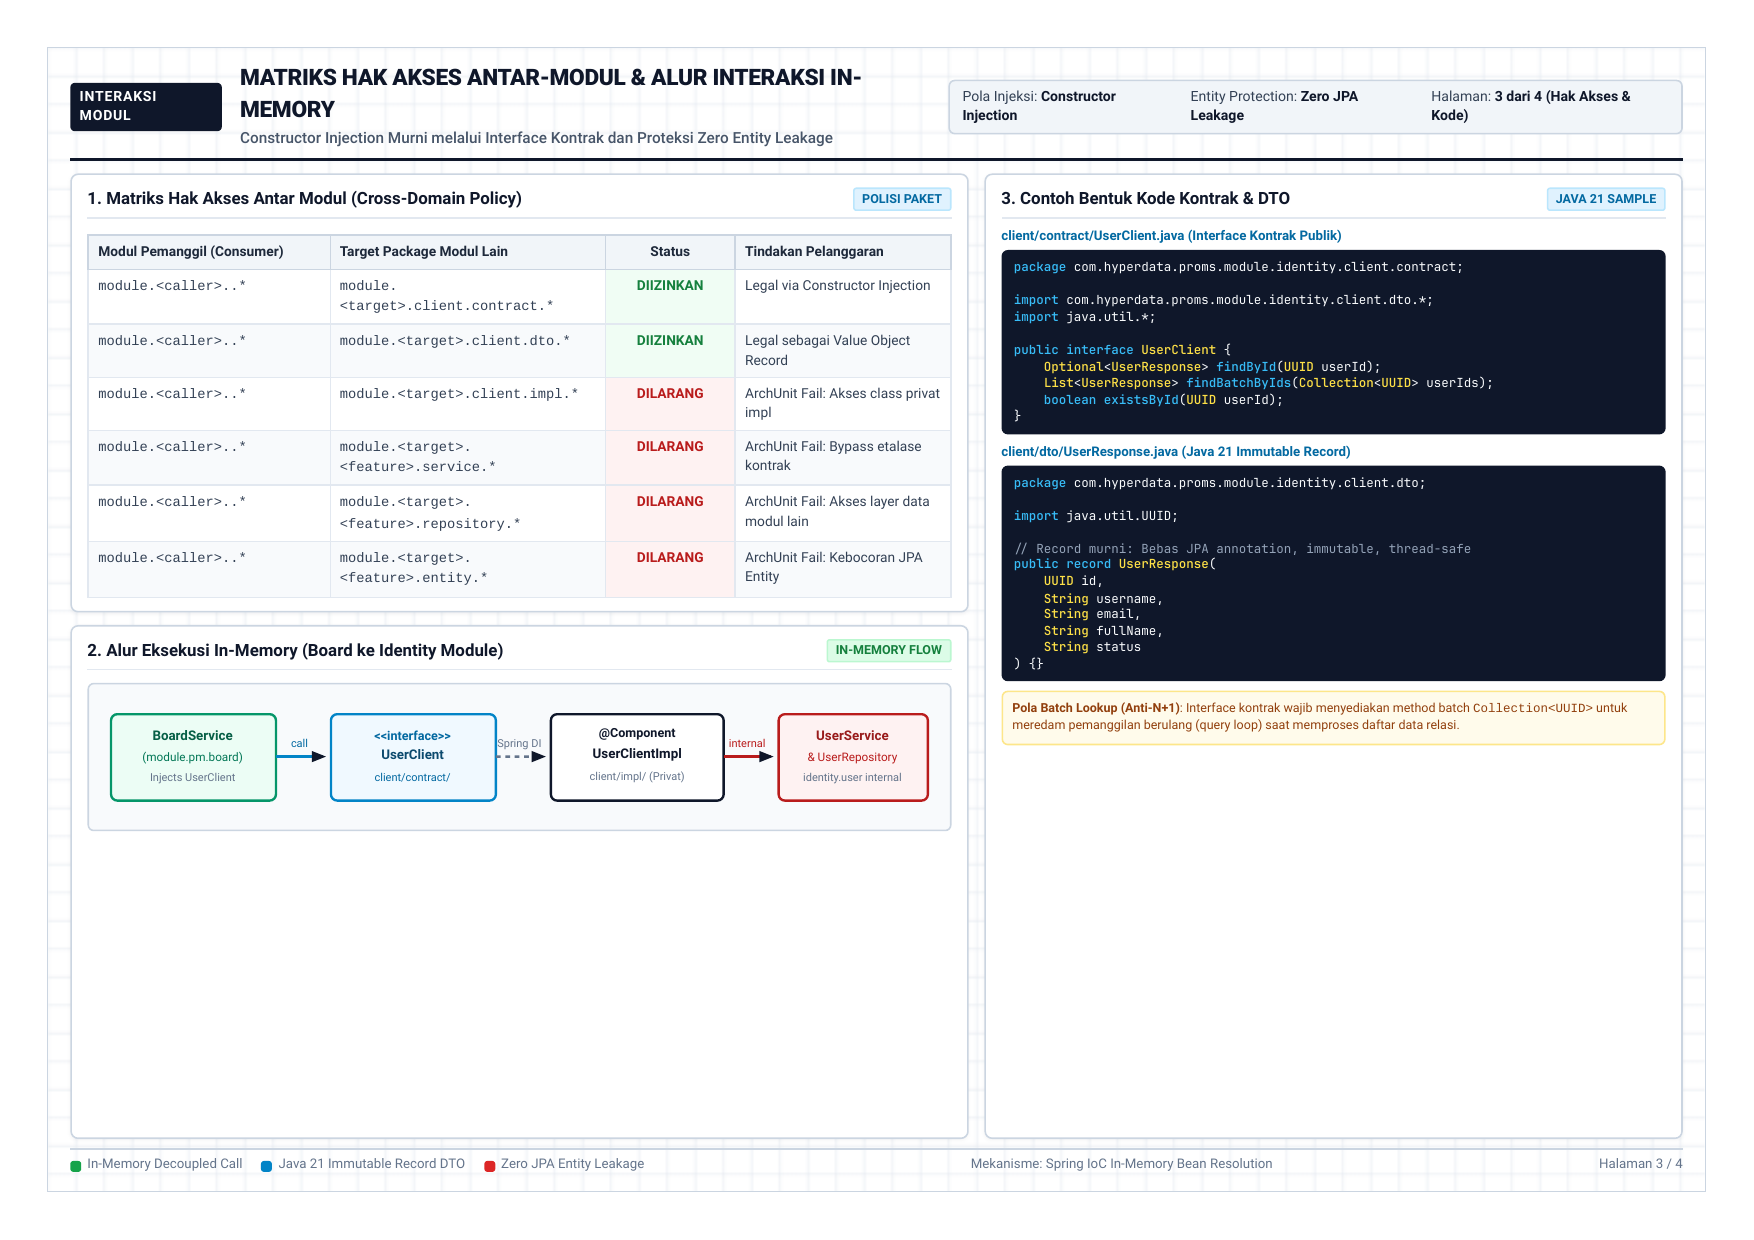 INTERAKSI
MODUL
MATRIKS HAK AKSES ANTAR-MODUL & ALUR INTERAKSI IN-
MEMORY
Constructor Injection Murni melalui Interface Kontrak dan Proteksi Zero Entity Leakage
Pola Injeksi: Constructor
Injection
Entity Protection: Zero JPA
Leakage
Halaman: 3 dari 4 (Hak Akses &
Kode)
1. Matriks Hak Akses Antar Modul (Cross-Domain Policy)
POLISI PAKET
Modul Pemanggil (Consumer)
Target Package Modul Lain
Status
Tindakan Pelanggaran
module.<caller>..*
module.
<target>.client.contract.*
DIIZINKAN
Legal via Constructor Injection
module.<caller>..*
module.<target>.client.dto.*
DIIZINKAN
Legal sebagai Value Object
Record
module.<caller>..*
module.<target>.client.impl.*
DILARANG
ArchUnit Fail: Akses class privat
impl
module.<caller>..*
module.<target>.
<feature>.service.*
DILARANG
ArchUnit Fail: Bypass etalase
kontrak
module.<caller>..*
module.<target>.
<feature>.repository.*
DILARANG
ArchUnit Fail: Akses layer data
modul lain
module.<caller>..*
module.<target>.
<feature>.entity.*
DILARANG
ArchUnit Fail: Kebocoran JPA
Entity
2. Alur Eksekusi In-Memory (Board ke Identity Module)
IN-MEMORY FLOW
BoardService
(module.pm.board)
Injects UserClient
call
<<interface>>
UserClient
client/contract/
Spring DI
@Component
UserClientImpl
client/impl/ (Privat)
internal
UserService
& UserRepository
identity.user internal
3. Contoh Bentuk Kode Kontrak & DTO
JAVA 21 SAMPLE
client/contract/UserClient.java (Interface Kontrak Publik)
package com.hyperdata.proms.module.identity.client.contract;
import com.hyperdata.proms.module.identity.client.dto.*;
import java.util.*;
public interface UserClient {
    Optional<UserResponse> findById(UUID userId);
    List<UserResponse> findBatchByIds(Collection<UUID> userIds);
    boolean existsById(UUID userId);
}
client/dto/UserResponse.java (Java 21 Immutable Record)
package com.hyperdata.proms.module.identity.client.dto;
import java.util.UUID;
// Record murni: Bebas JPA annotation, immutable, thread-safe
public record UserResponse(
    UUID id,
    String username,
    String email,
    String fullName,
    String status
) {}
Pola Batch Lookup (Anti-N+1): Interface kontrak wajib menyediakan method batch Collection<UUID> untuk
meredam pemanggilan berulang (query loop) saat memproses daftar data relasi.
In-Memory Decoupled Call
Java 21 Immutable Record DTO
Zero JPA Entity Leakage
Mekanisme: Spring IoC In-Memory Bean Resolution
Halaman 3 / 4